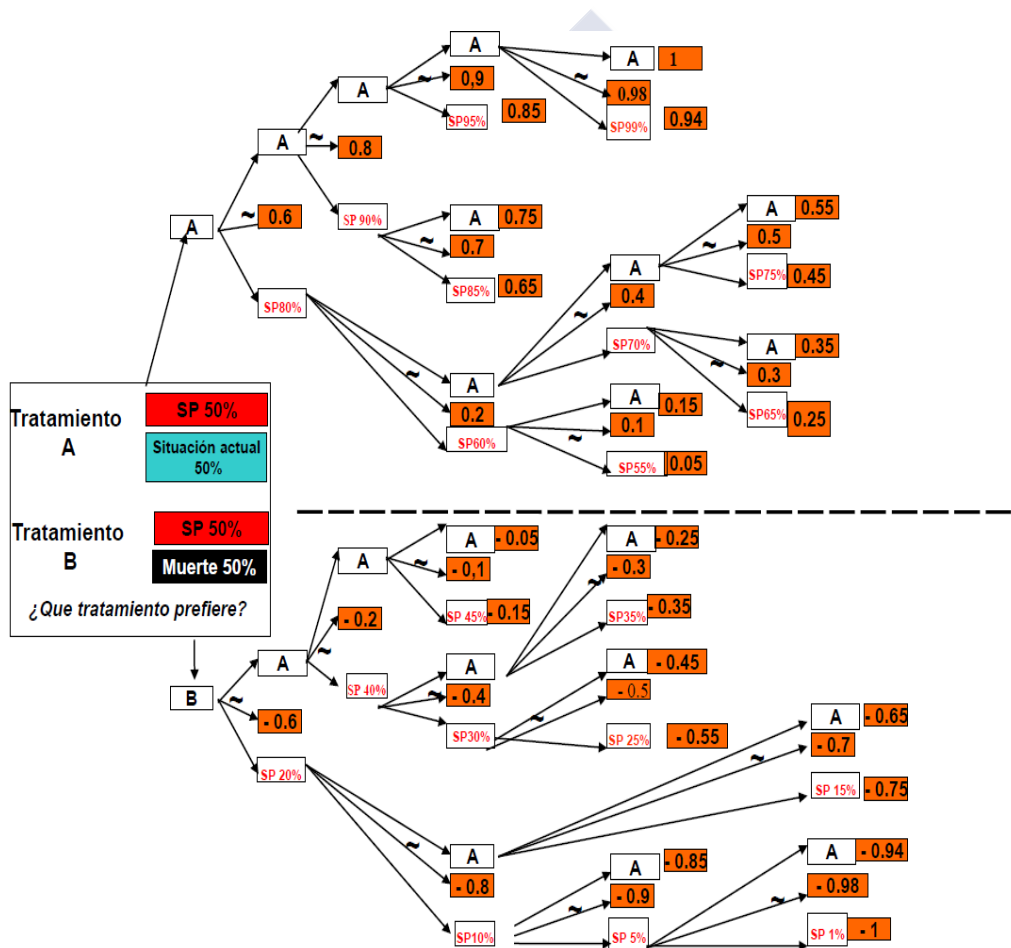 A
A 1
0,9
0.98
A
SP95% 0.85
SP99% 0.94
A
0.8
A 0.55
SP 90%
A 0.75
0.5
0.6
A
0.7
A
SP75% 0.45
SP85% 0.65
0.4
SP80%
SP70%
A 0.35
0.3
A
A 0.15
SP65% 0.25
0.2
0.1
SP60%
SP55% 0.05
Tratamiento
A
SP 50%
Situación actual
50%
Tratamiento
B
SP 50%
Muerte 50%
¿Que tratamiento prefiere?
A - 0.05
A - 0.25
A
- 0,1
- 0.3
SP 45% - 0.15
SP35% - 0.35
- 0.2
A
A
A - 0.45
SP 40%
- 0.4
- 0.5
B
- 0.6
SP30%
SP 25% - 0.55
A - 0.65
- 0.7
SP 20%
SP 15% - 0.75
A
A - 0.85
A - 0.94
- 0.8
- 0.9
- 0.98
SP10%
SP 5%
SP 1% - 1